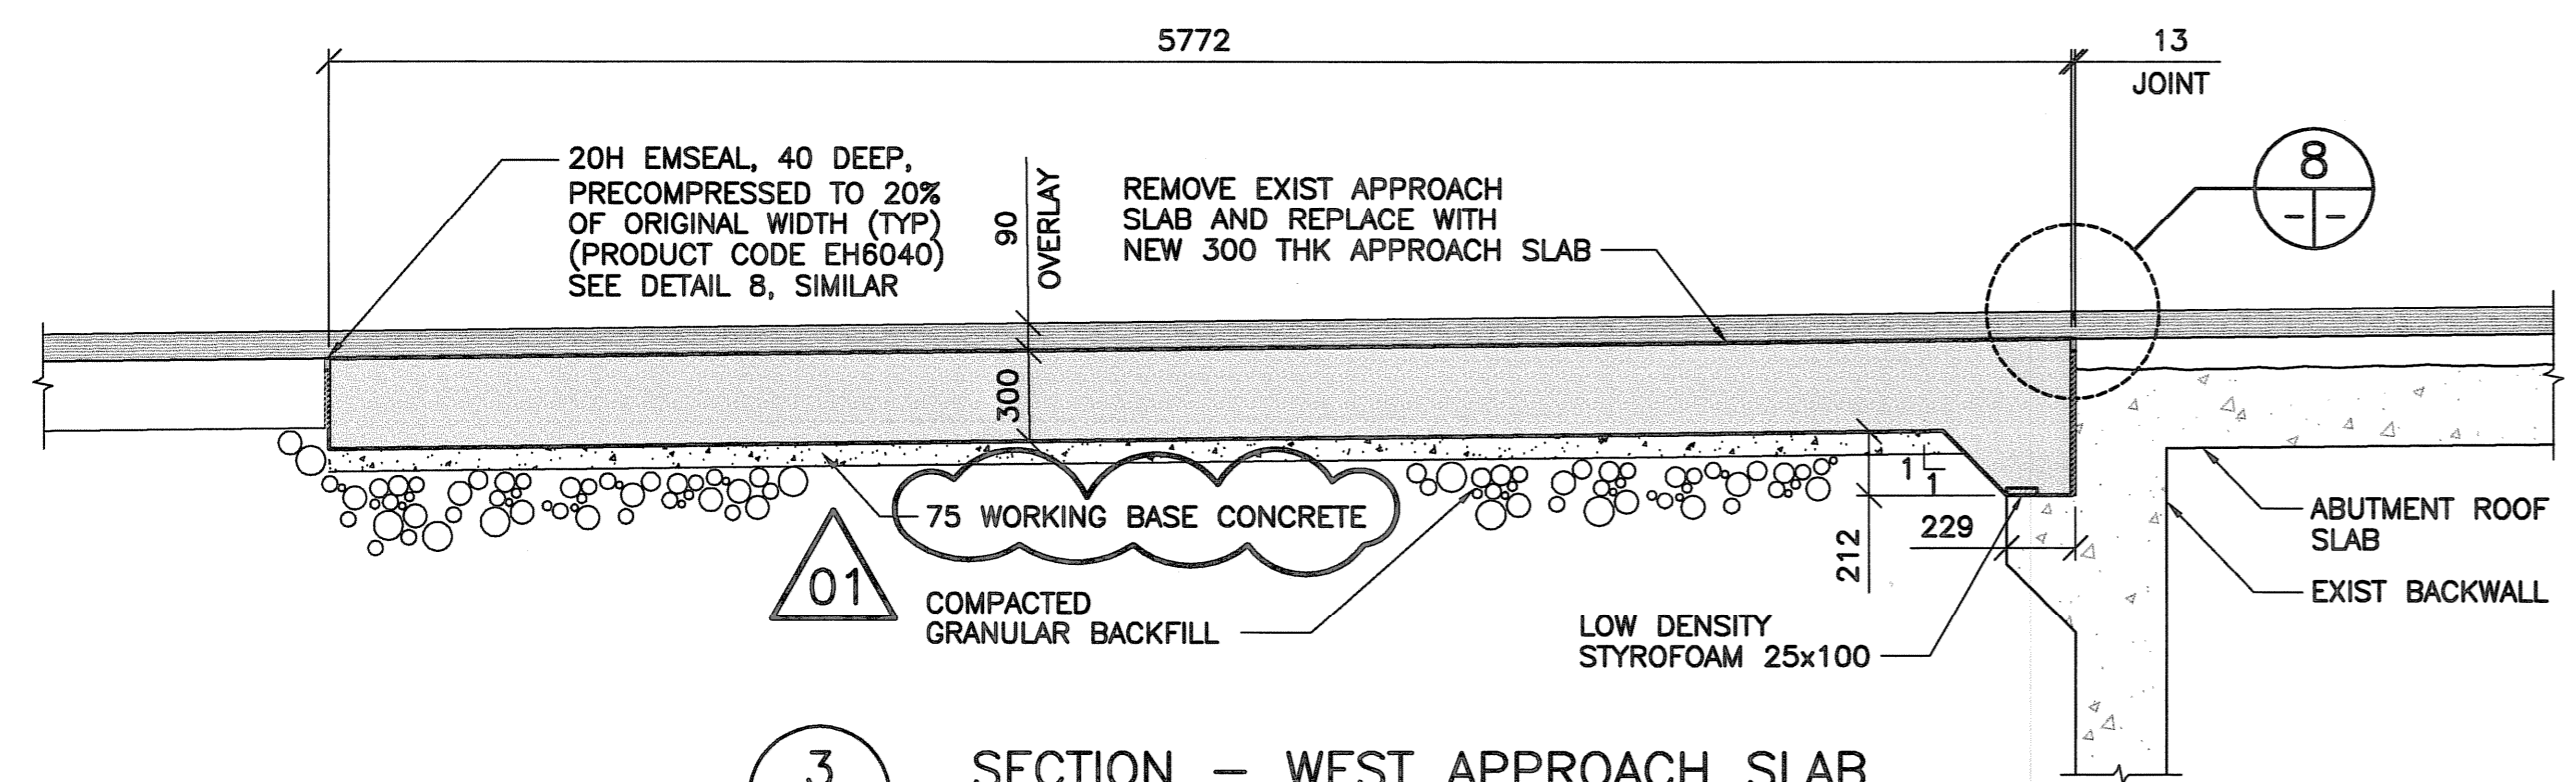 5772
13
JOINT
20H EMSEAL, 40 DEEP,
PRECOMPRESSED TO 20%
OF ORIGINAL WIDTH (TYP)
(PRODUCT CODE EH6040)
SEE DETAIL 8, SIMILAR
90
OVERLAY
REMOVE EXIST APPROACH
SLAB AND REPLACE WITH
NEW 300 THK APPROACH SLAB
8
- -
300
1
1
75 WORKING BASE CONCRETE
01
COMPACTED
GRANULAR BACKFILL
212
229
LOW DENSITY
STYROFOAM 25x100
ABUTMENT ROOF
SLAB
EXIST BACKWALL
3
SECTION - WEST APPROACH SLAB